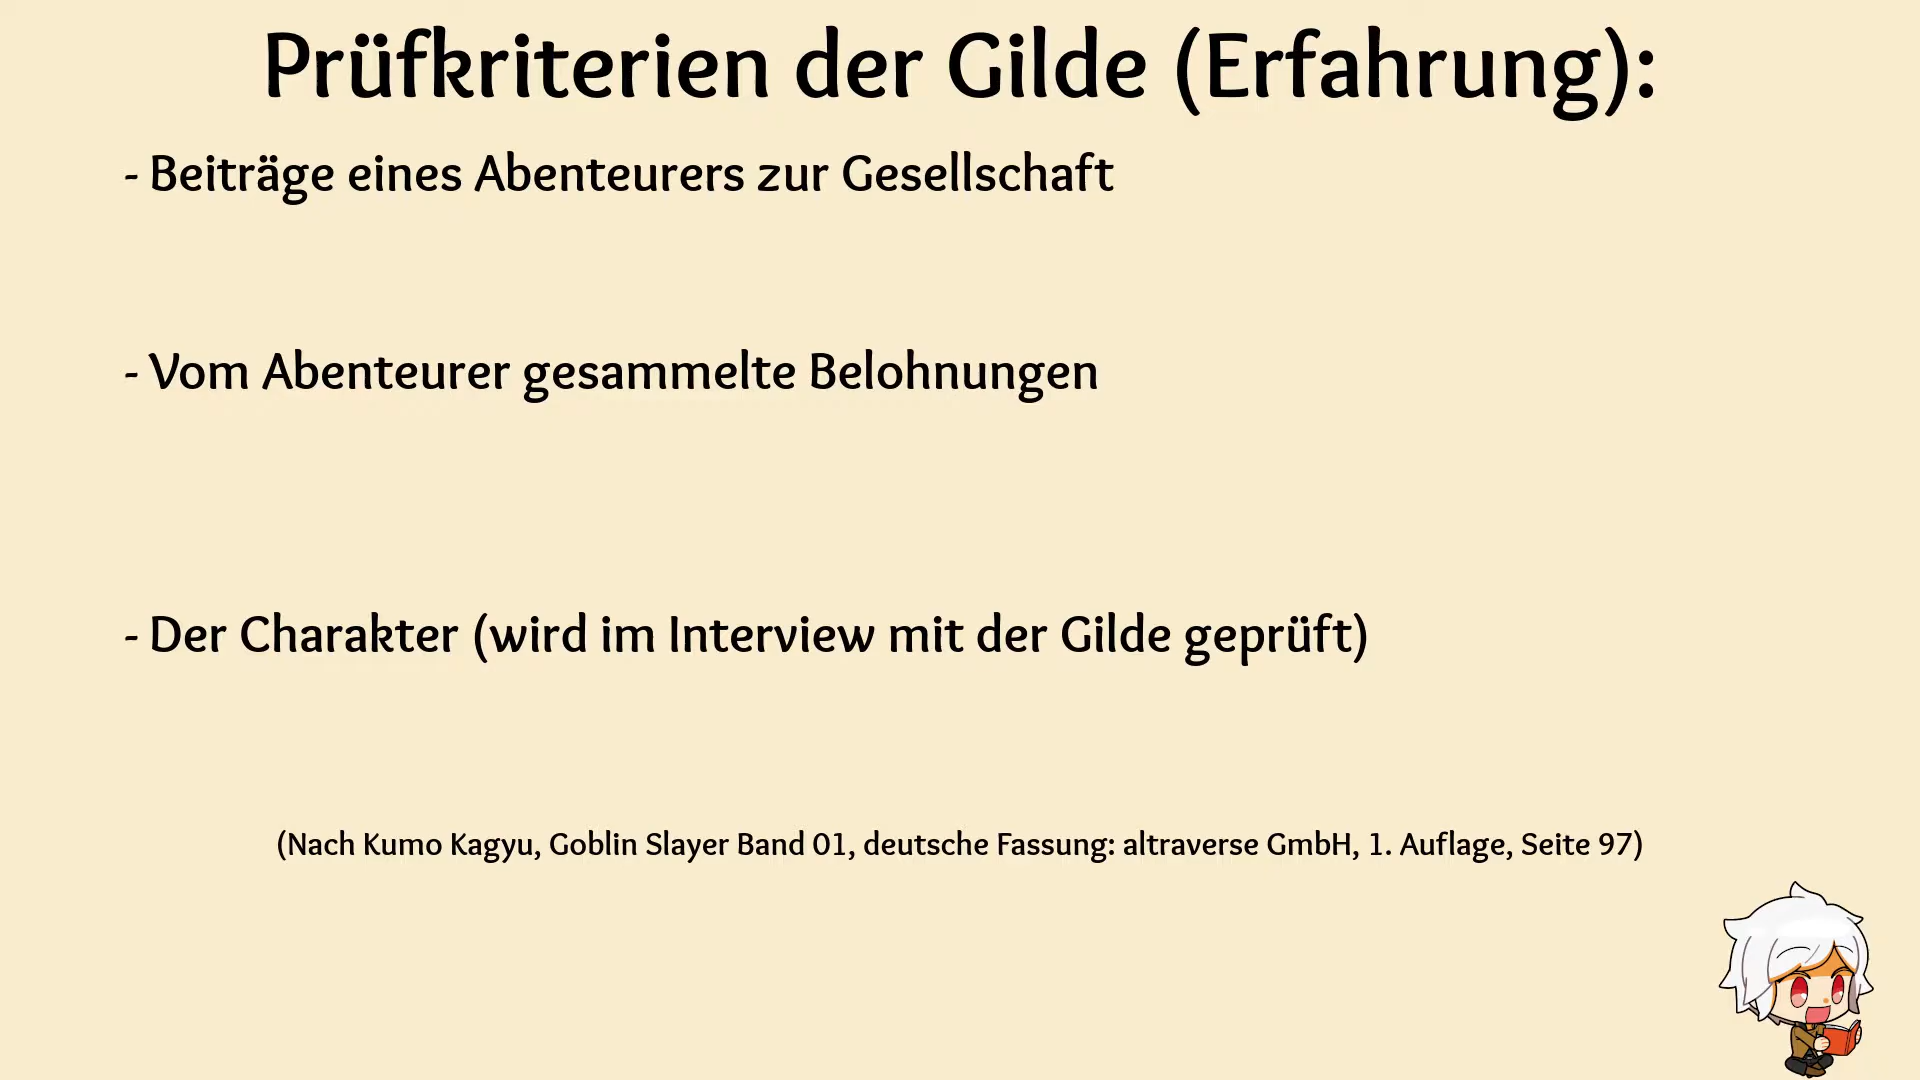 Prüfkriterien der Gilde (Erfahrung):
- Beiträge eines Abenteurers zur Gesellschaft
- Vom Abenteurer gesammelte Belohnungen
- Der Charakter (wird im Interview mit der Gilde geprüft)
(Nach Kumo Kagyu, Goblin Slayer Band 01, deutsche Fassung: altraverse GmbH, 1. Auflage, Seite 97)